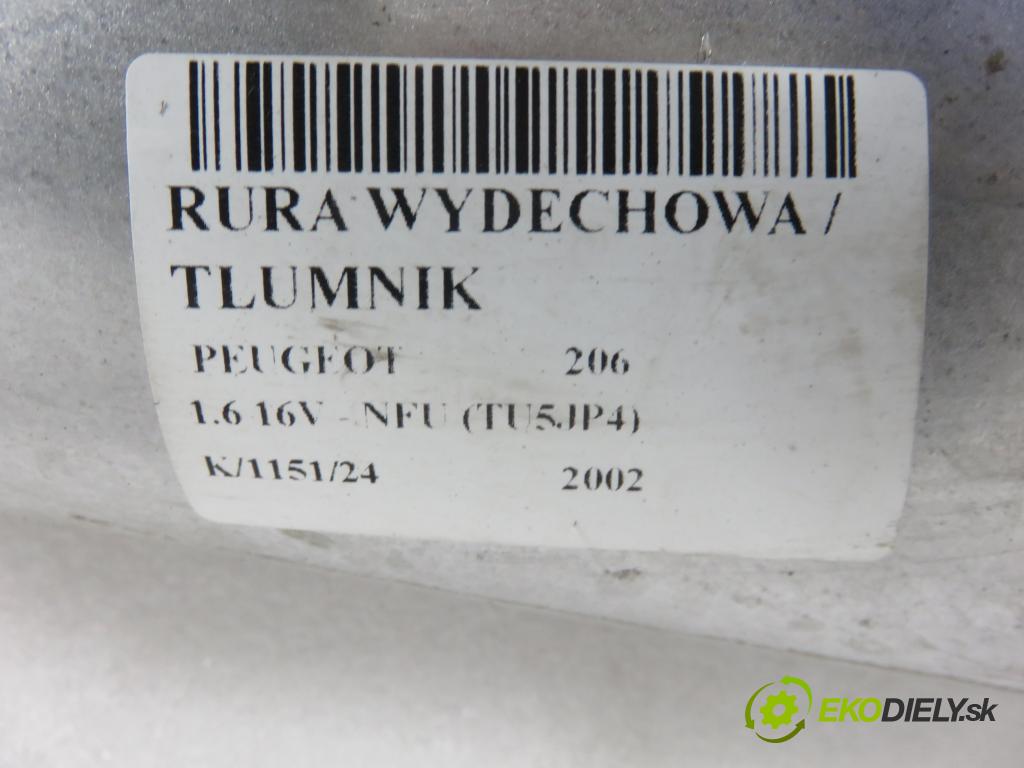 RURA WYDECHOWA /
TLUMNIK
PEUGEOT 206
1.6 16V - NFU (TU5JP4)
K/1151/24 2002
EKODIELY.sk